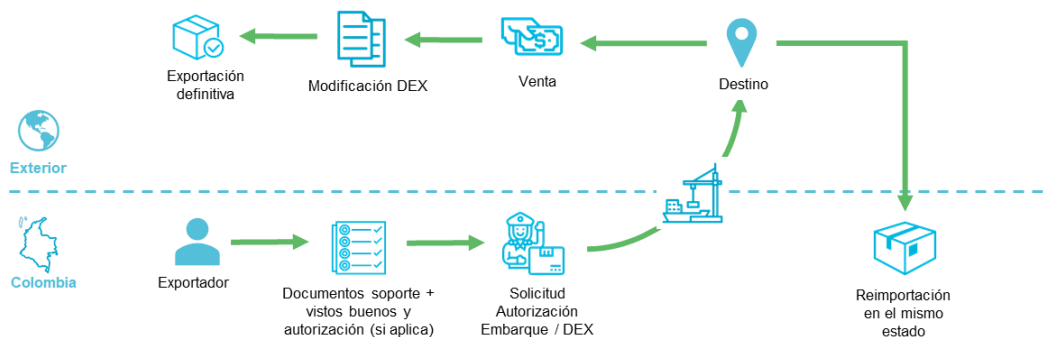 Exportación
definitiva
Modificación DEX
Venta
$
Destino
Exterior
Colombia
Exportador
Documentos soporte +
vistos buenos y
autorización (si aplica)
Solicitud
Autorización
Embarque / DEX
Reimportación
en el mismo
estado